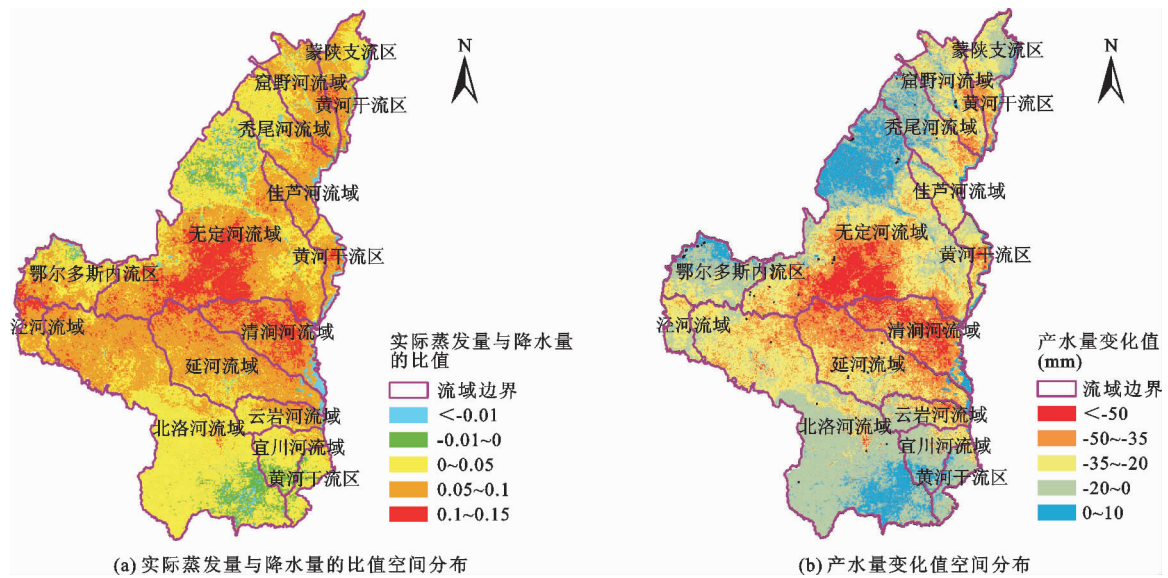 N
蒙陕支流区
窟野河流域
黄河干流区
秃尾河流域
佳芦河流域
无定河流域
黄河干流区
鄂尔多斯内流区
泾河流域
清涧河流域
延河流域
云岩河流域
北洛河流域
宜川河流域
黄河干流区
实际蒸发量与降水量
的比值
流域边界
<-0.01
-0.01~0
0~0.05
0.05~0.1
0.1~0.15
(a) 实际蒸发量与降水量的比值空间分布
N
蒙陕支流区
窟野河流域
黄河干流区
秃尾河流域
佳芦河流域
无定河流域
黄河干流区
鄂尔多斯内流区
泾河流域
清涧河流域
延河流域
云岩河流域
北洛河流域
宜川河流域
黄河干流区
产水量变化值
(mm)
流域边界
<-50
-50~-35
-35~-20
-20~0
0~10
(b) 产水量变化值空间分布